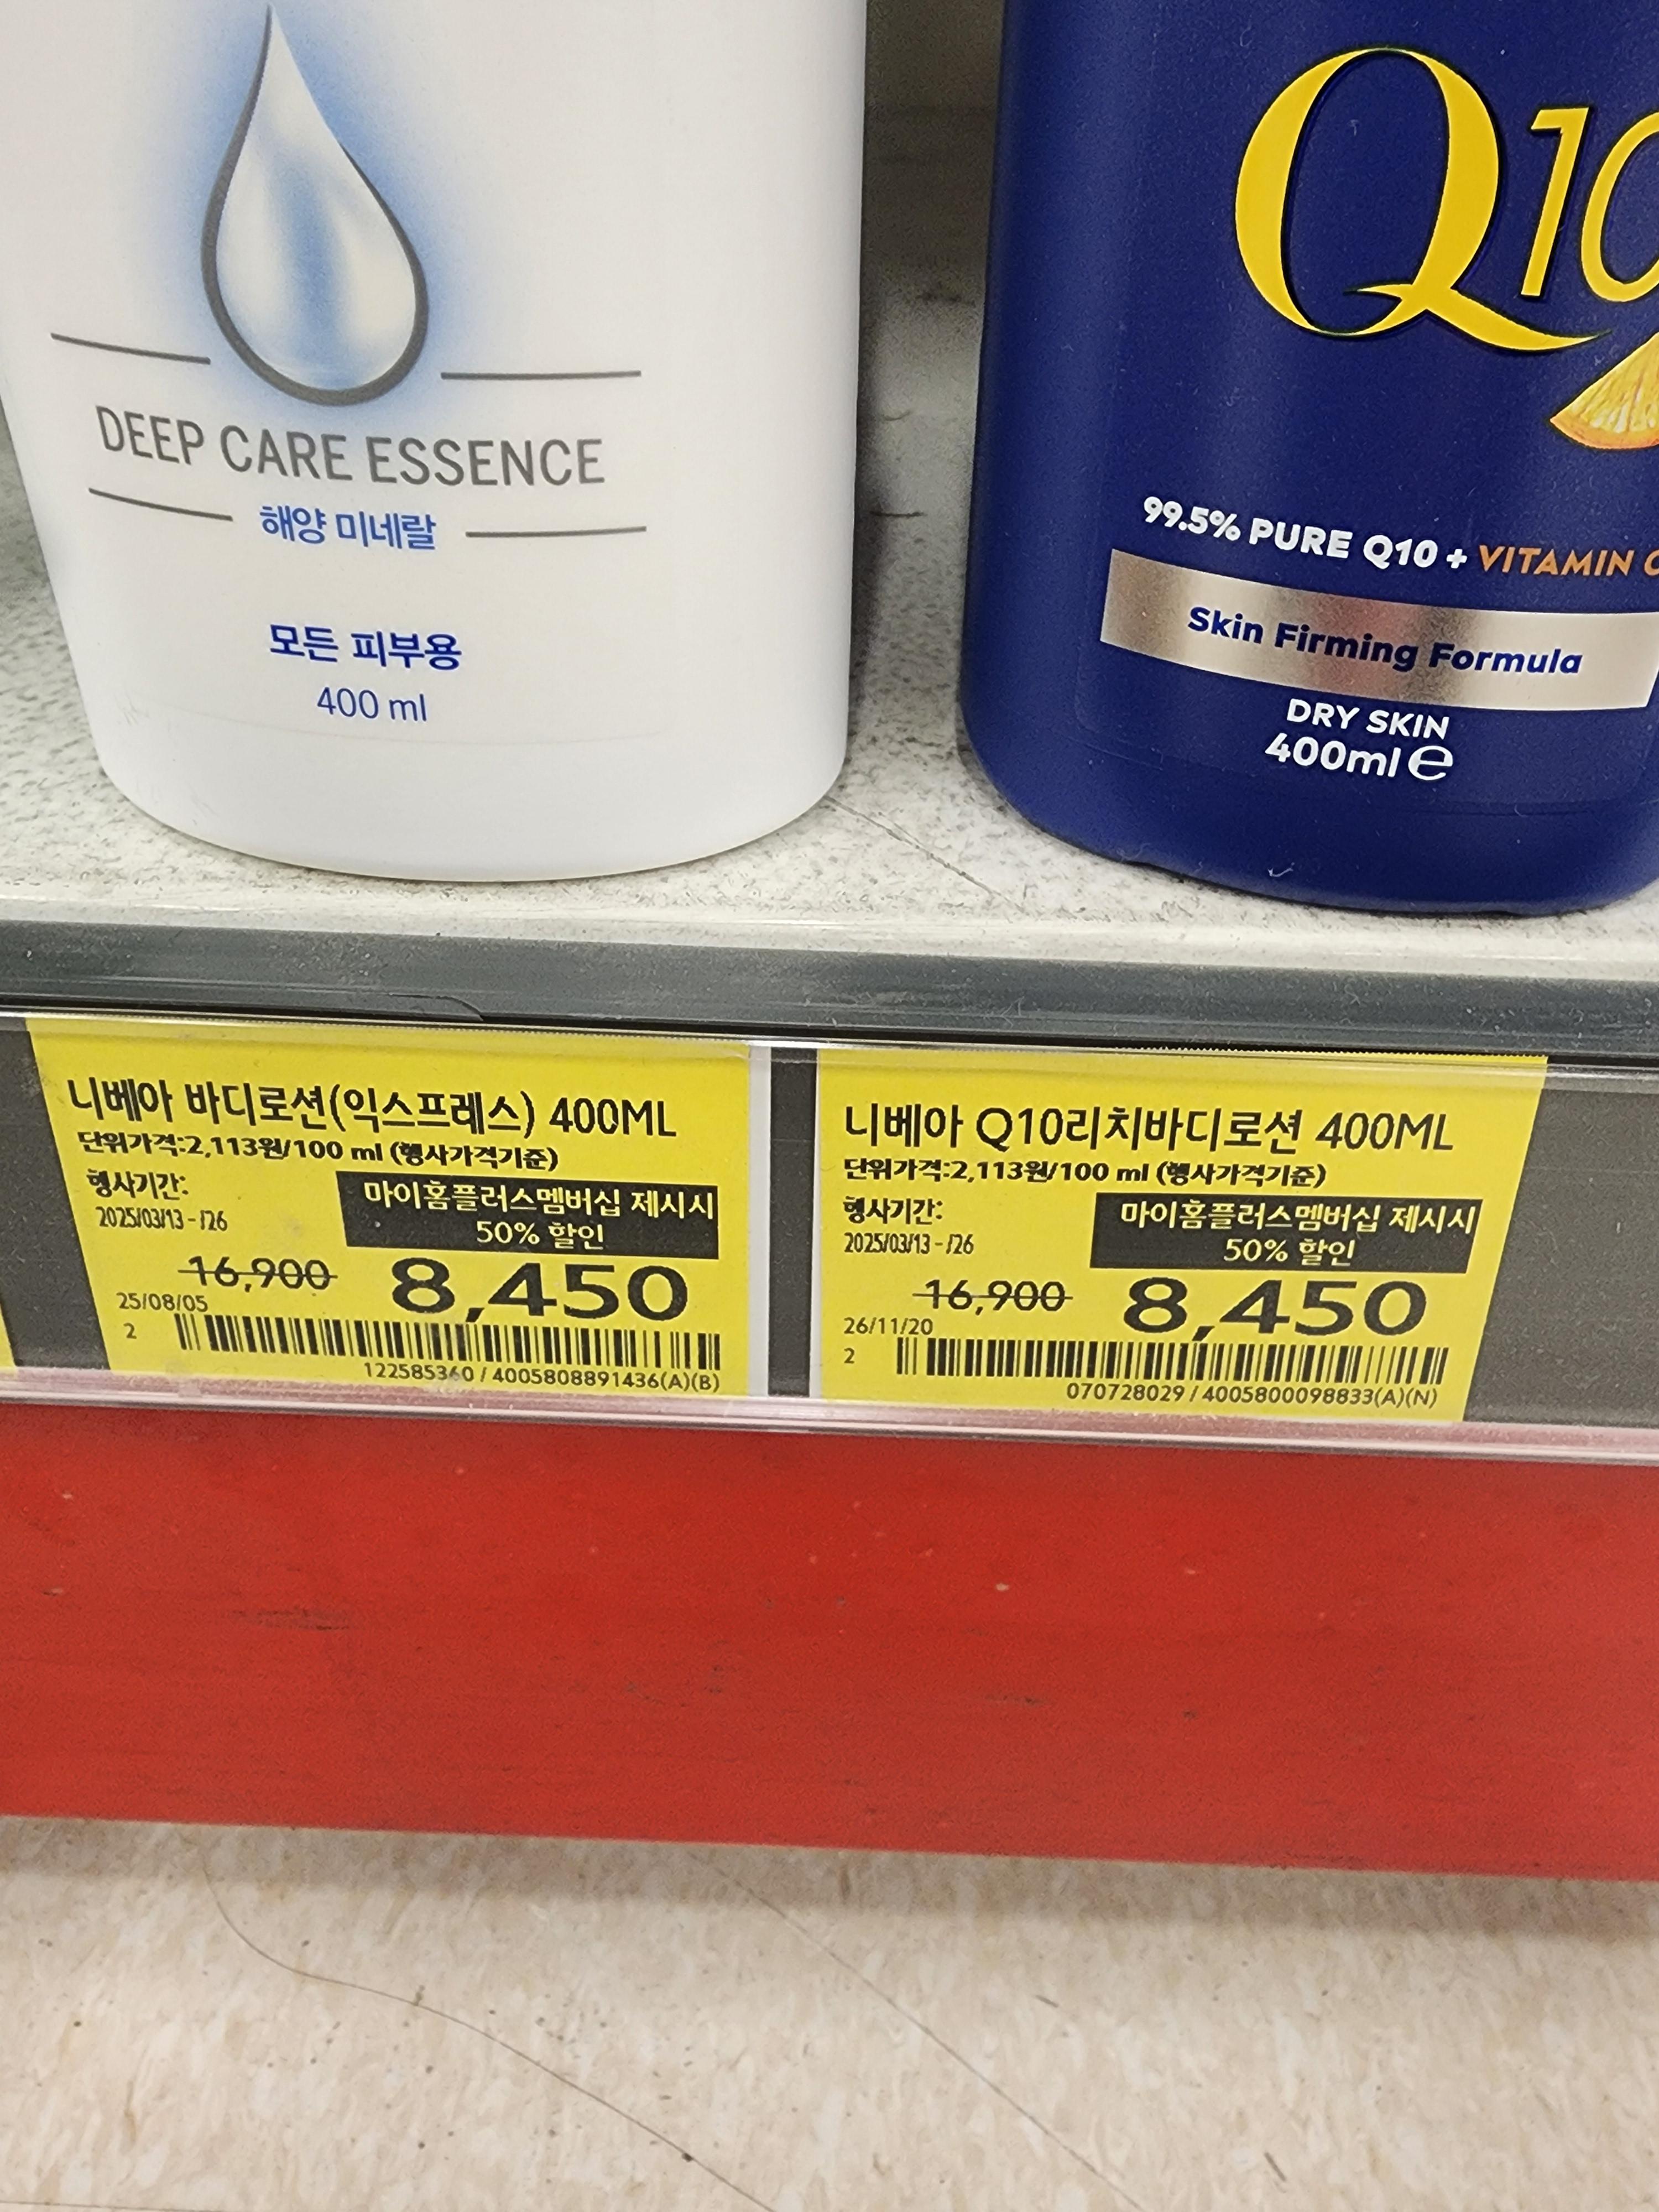 DEEP CARE ESSENCE
해양 미네랄
모든 피부용
400 ml
Q10
99.5% PURE Q10 + VITAMIN C
Skin Firming Formula
DRY SKIN
400ml e
니베아 바디로션(익스프레스) 400ML
단위가격:2,113원/100 ml (행사가격기준)
행사기간:
2025/03/13 - /26
마이홈플러스멤버십 제시시
50% 할인
16,900
8,450
25/08/05
2
122585360 / 4005808891436(A)(B)
니베아 Q10리치바디로션 400ML
단위가격:2,113원/100 ml (행사가격기준)
행사기간:
2025/03/13 - /26
마이홈플러스멤버십 제시시
50% 할인
16,900
8,450
26/11/20
2
070728029 / 4005800098833(A)(N)